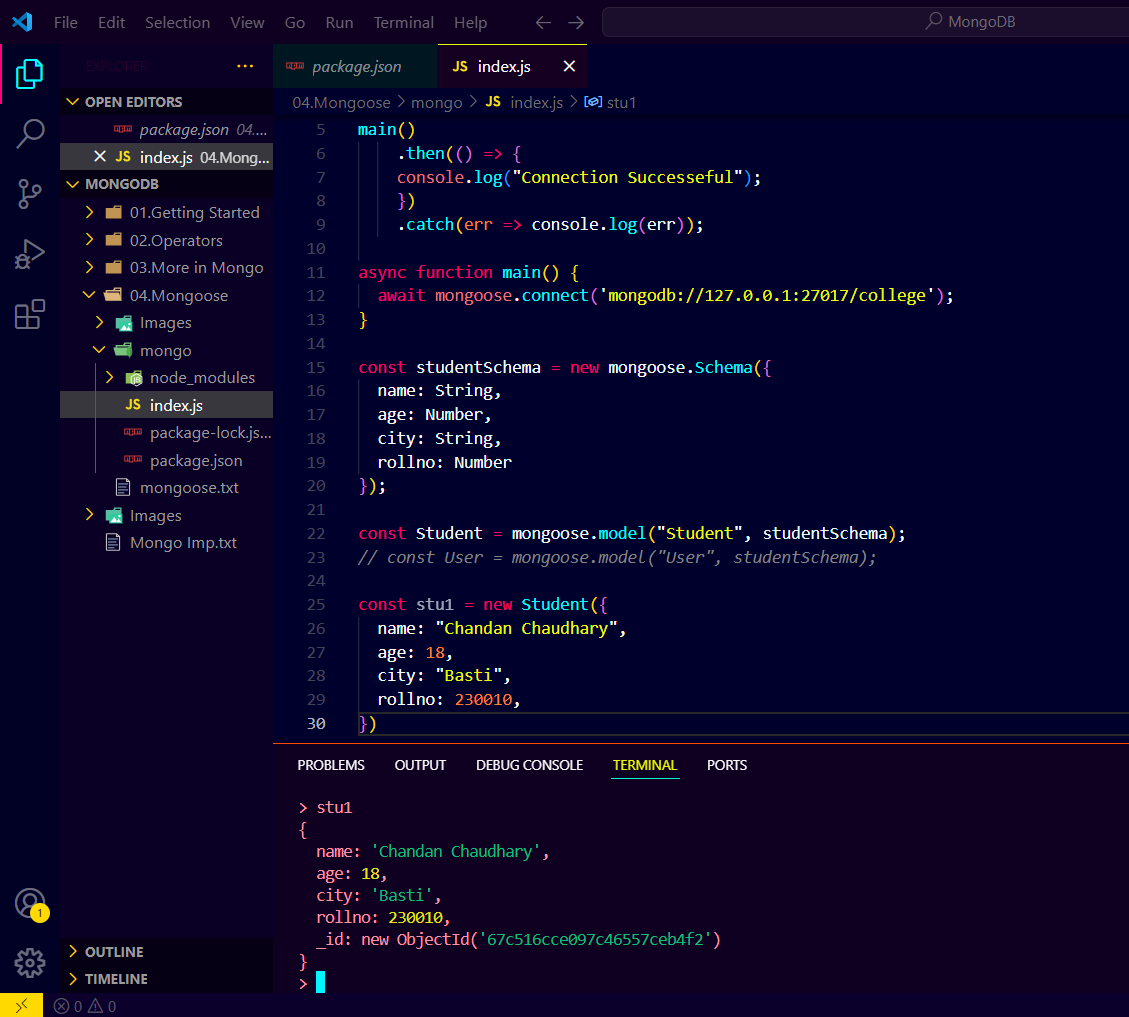 File Edit Selection View Go Run Terminal Help MongoDB
EXPLORER
OPEN EDITORS
package.json 04....
index.js 04.Mong...
MONGODB
01.Getting Started
02.Operators
03.More in Mongo
04.Mongoose
Images
mongo
node_modules
JS index.js
package-lock.js...
package.json
mongoose.txt
Images
Mongo Imp.txt
OUTLINE
TIMELINE
package.json
JS index.js
04.Mongoose > mongo > JS index.js > stu1
5 main()
6 .then(() => {
7 console.log("Connection Successeful");
8 })
9 .catch(err => console.log(err));
10
11 async function main() {
12 await mongoose.connect('mongodb://127.0.0.1:27017/college');
13 }
14
15 const studentSchema = new mongoose.Schema({
16 name: String,
17 age: Number,
18 city: String,
19 rollno: Number
20 });
21
22 const Student = mongoose.model("Student", studentSchema);
23 // const User = mongoose.model("User", studentSchema);
24
25 const stu1 = new Student({
26 name: "Chandan Chaudhary",
27 age: 18,
28 city: "Basti",
29 rollno: 230010,
30 })
PROBLEMS OUTPUT DEBUG CONSOLE TERMINAL PORTS
> stu1
{
name: 'Chandan Chaudhary',
age: 18,
city: 'Basti',
rollno: 230010,
_id: new ObjectId('67c516cce097c46557ceb4f2')
}
>
1
0 0